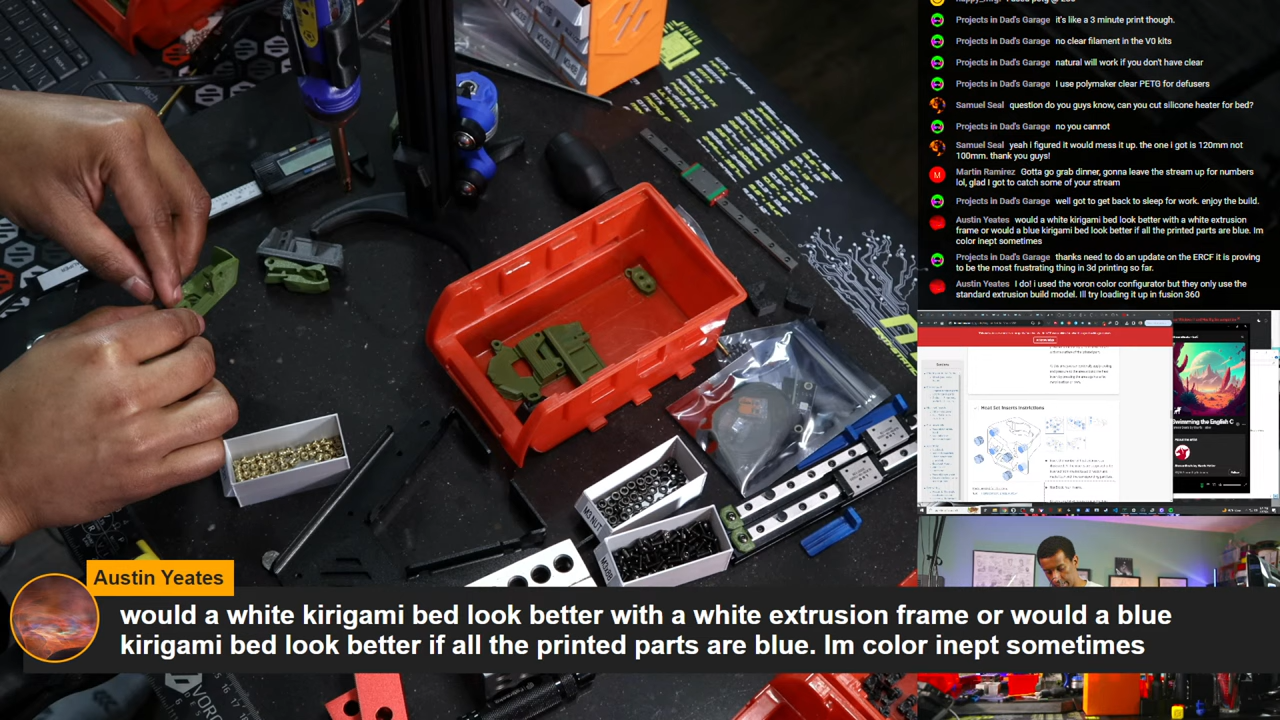 Projects in Dad's Garage it's like a 3 minute print though.
Projects in Dad's Garage no clear filament in the V0 kits
Projects in Dad's Garage natural will work if you don't have clear
Projects in Dad's Garage I use polymaker clear PETG for defusers
Samuel Seal question do you guys know, can you cut silicone heater for bed?
Projects in Dad's Garage no you cannot
Samuel Seal yeah i figured it would mess it up. the one i got is 120mm not
100mm. thank you guys!
M
Martin Ramirez Gotta go grab dinner, gonna leave the stream up for numbers
lol, glad I got to catch some of your stream
Projects in Dad's Garage well got to get back to sleep for work. enjoy the build.
Austin Yeates would a white kirigami bed look better with a white extrusion
frame or would a blue kirigami bed look better if all the printed parts are blue. Im
color inept sometimes
Projects in Dad's Garage thanks need to do an update on the ERCF it is proving
to be the most frustrating thing in 3d printing so far.
Austin Yeates I do! i used the voron color configurator but they only use the
standard extrusion build model. Ill try loading it up in fusion 360
Heat Set Inserts Instructions
Swimming the English C
M3 NUT
M3x8
VORO
Austin Yeates
would a white kirigami bed look better with a white extrusion frame or would a blue
kirigami bed look better if all the printed parts are blue. Im color inept sometimes